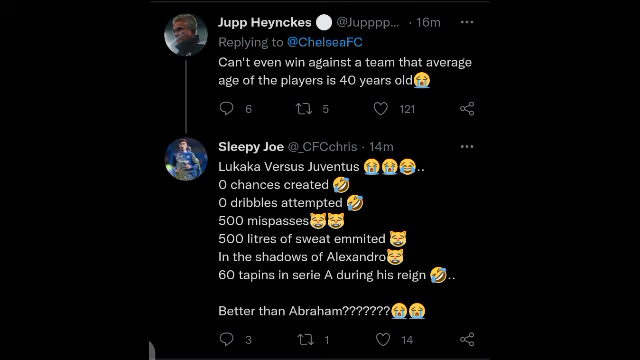 Jupp Heynckes @Jupppp... · 16m
Replying to @ChelseaFC
Can't even win against a team that average
age of the players is 40 years old😭
6 5 121
Sleepy Joe @_CFCchris · 14m
Lukaka Versus Juventus 😭😭😂..
0 chances created 🤣
0 dribbles attempted 🤣
500 mispasses😹😹
500 litres of sweat emmited 😹
In the shadows of Alexandro😹
60 tapins in serie A during his reign 🤣..
Better than Abraham???????😭😭
3 1 14